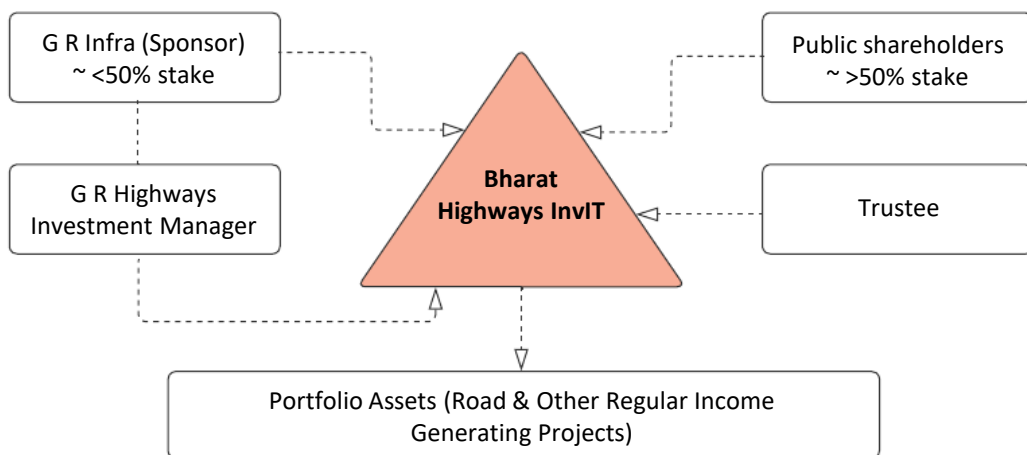 G R Infra (Sponsor)
~ <50% stake
Public shareholders
~ >50% stake
Bharat
Highways InvIT
G R Highways
Investment Manager
Trustee
Portfolio Assets (Road & Other Regular Income
Generating Projects)